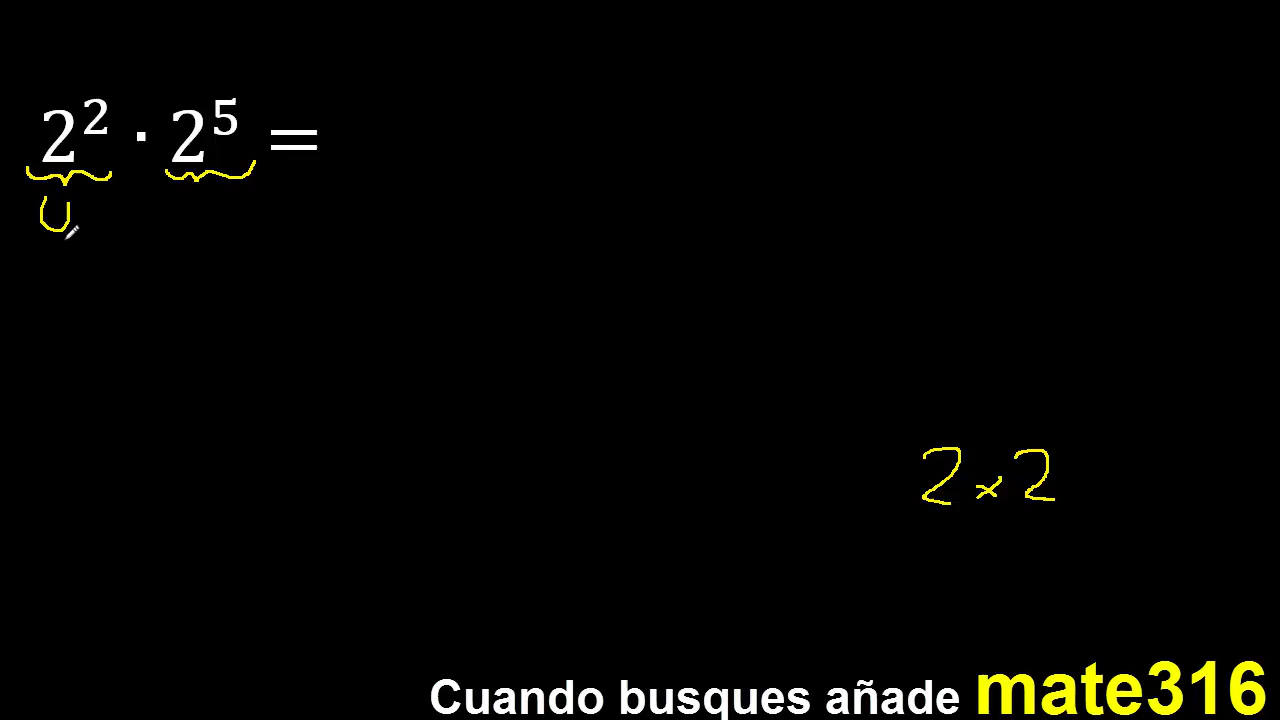 2² · 2⁵ =
2 × 2
Cuando busques añade mate316